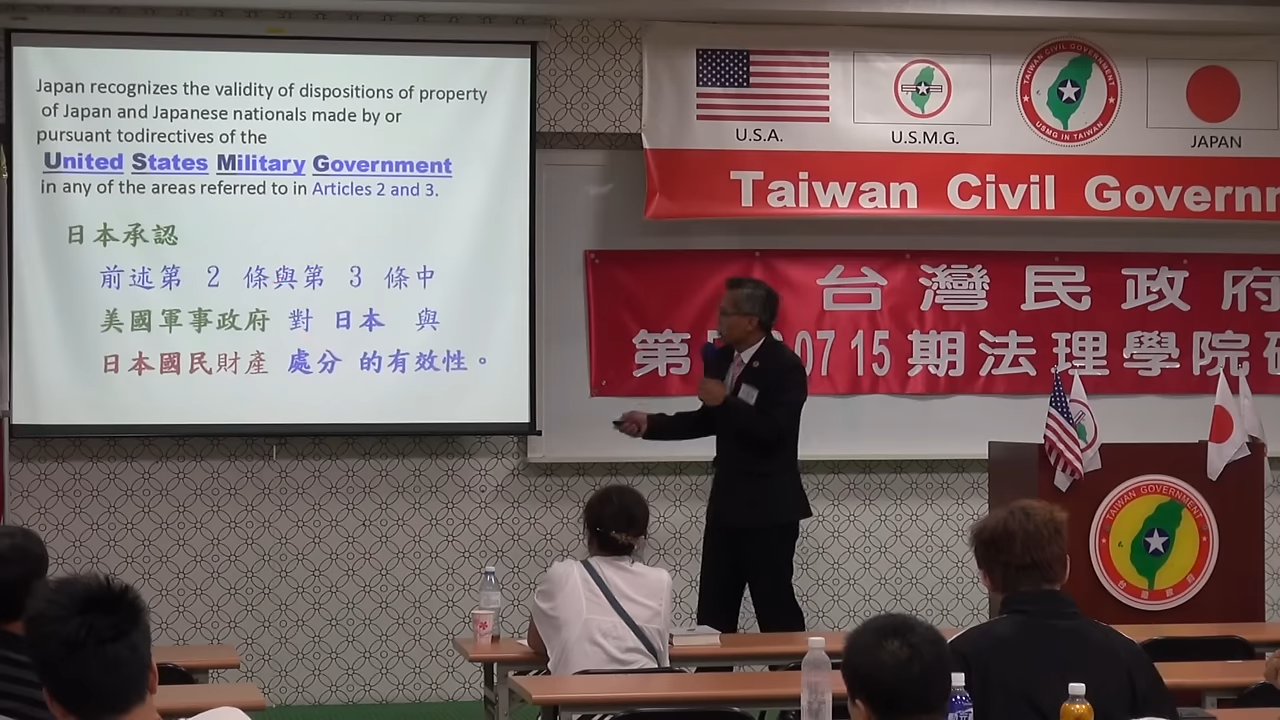 Japan recognizes the validity of dispositions of property
of Japan and Japanese nationals made by or
pursuant todirectives of the
United States Military Government
in any of the areas referred to in Articles 2 and 3.
日本承認
前述第 2 條與第 3 條中
美國軍事政府 對 日本 與
日本國民財產 處分 的有效性。
U.S.A.
U.S.M.G.
TAIWAN CIVIL GOVERNMENT
USMG IN TAIWAN
JAPAN
Taiwan Civil Governm
台灣民政府
第
07 15 期法理學院
TAIWAN GOVERNMENT
台灣政府